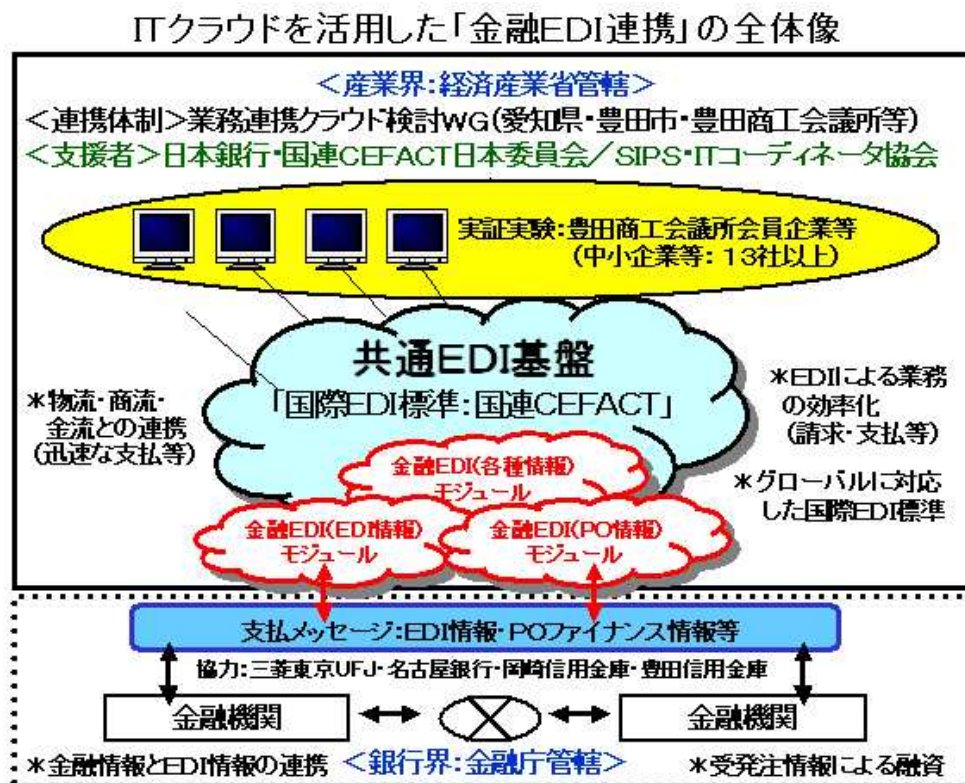 ITクラウドを活用した「金融EDI連携」の全体像
＜産業界：経済産業省管轄＞
＜連携体制＞業務連携クラウド検討WG（愛知県・豊田市・豊田商工会議所等）
＜支援者＞日本銀行・国連CEFACT日本委員会／SIPS・ITコーディネータ協会
実証実験：豊田商工会議所会員企業等
（中小企業等：13社以上）
共通EDI基盤
「国際EDI標準：国連CEFACT」
＊物流・商流・
金流との連携
（迅速な支払等）
＊EDIによる業務
の効率化
（請求・支払等）
＊グローバルに対応
した国際EDI標準
金融EDI（各種情報）
モジュール
金融EDI（EDI情報）
モジュール
金融EDI（PO情報）
モジュール
支払メッセージ：EDI情報・POファイナンス情報等
協力：三菱東京UFJ・名古屋銀行・岡崎信用金庫・豊田信用金庫
金融機関
金融機関
＊金融情報とEDI情報の連携
＜銀行界：金融庁管轄＞
＊受発注情報による融資